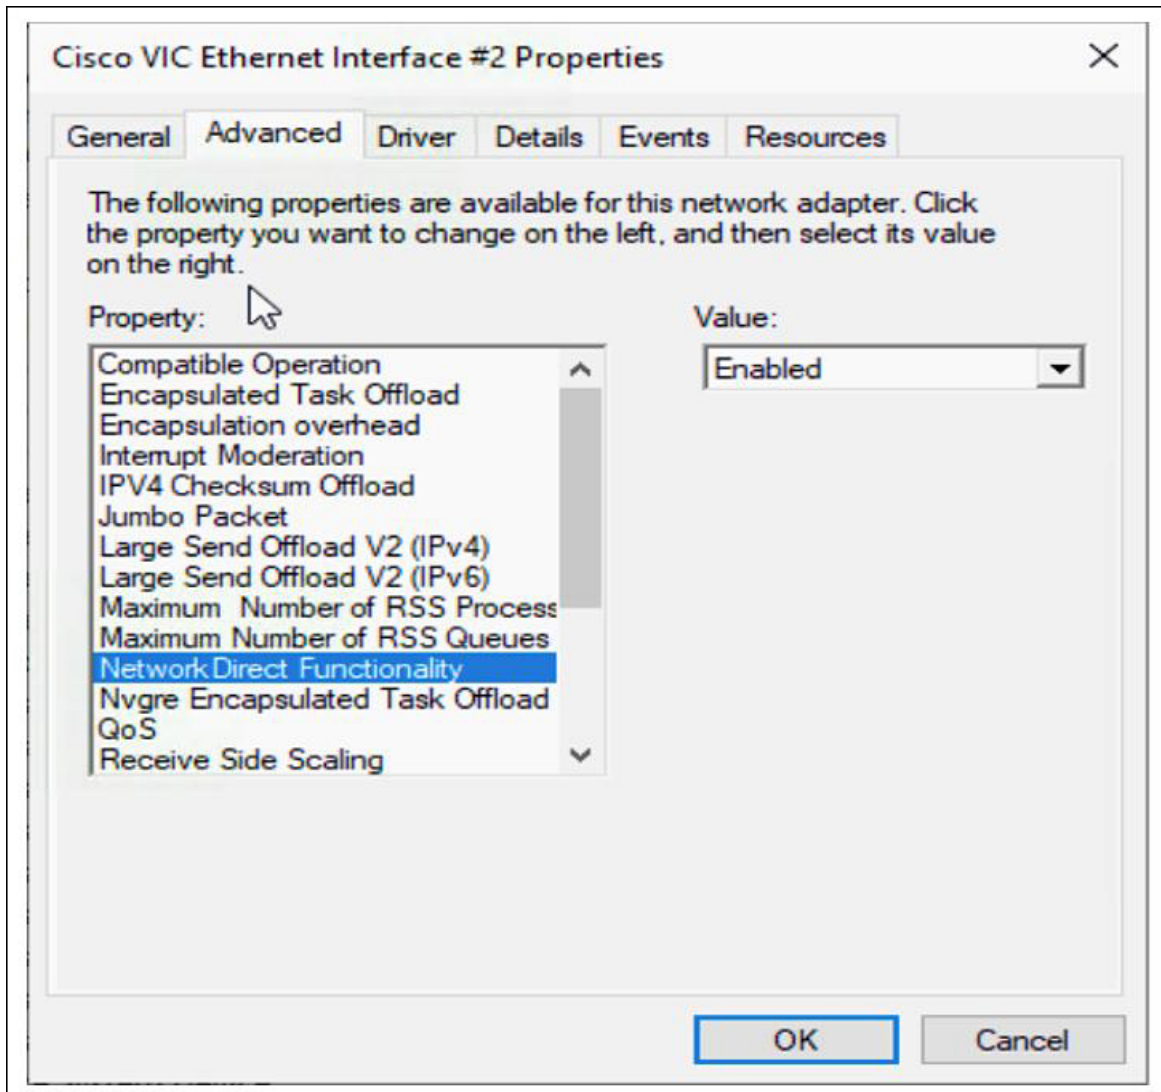 Cisco VIC Ethernet Interface #2 Properties
General Advanced Driver Details Events Resources
The following properties are available for this network adapter. Click
the property you want to change on the left, and then select its value
on the right.
Property:
Value:
Compatible Operation
Encapsulated Task Offload
Encapsulation overhead
Interrupt Moderation
IPV4 Checksum Offload
Jumbo Packet
Large Send Offload V2 (IPv4)
Large Send Offload V2 (IPv6)
Maximum Number of RSS Process
Maximum Number of RSS Queues
NetworkDirect Functionality
Nvgre Encapsulated Task Offload
QoS
Receive Side Scaling
Enabled
OK Cancel